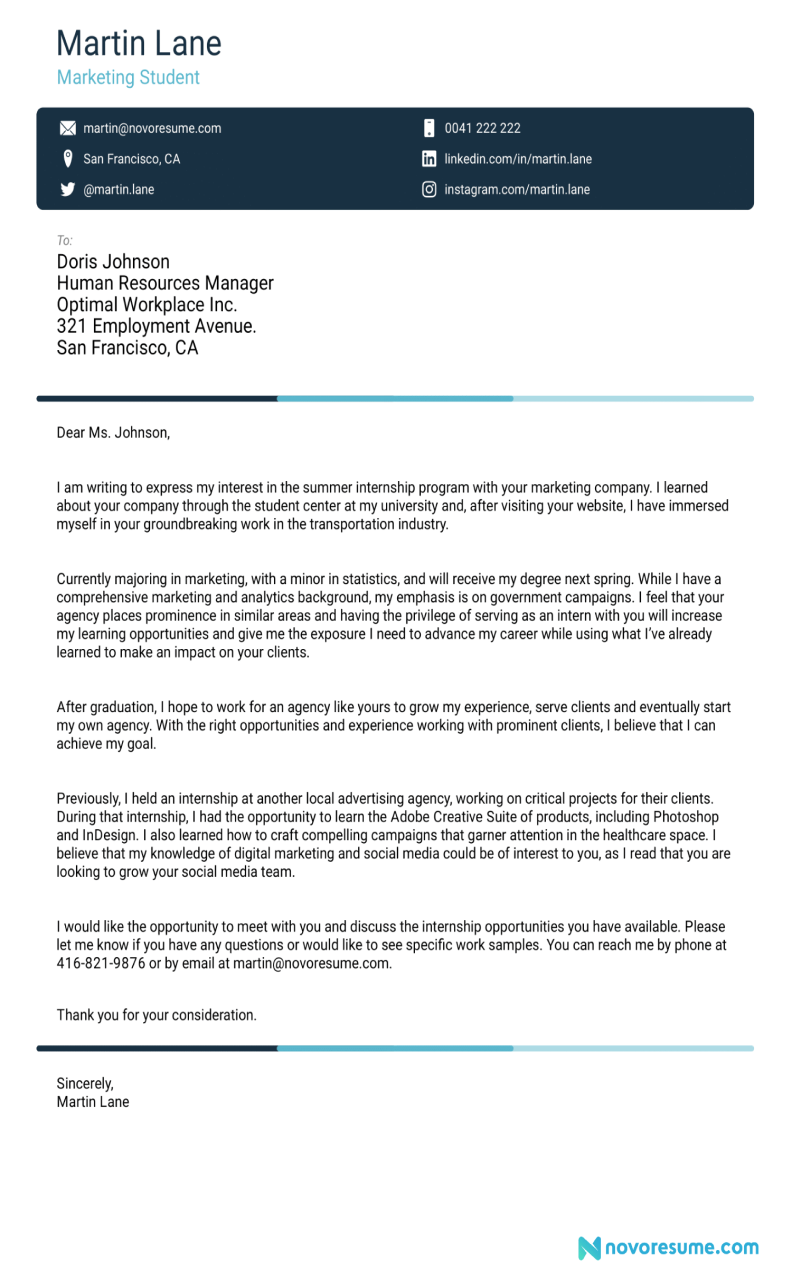 Martin Lane
Marketing Student
martin@novoresume.com
0041 222 222
San Francisco, CA
linkedin.com/in/martin.lane
@martin.lane
instagram.com/martin.lane
To:
Doris Johnson
Human Resources Manager
Optimal Workplace Inc.
321 Employment Avenue.
San Francisco, CA
Dear Ms. Johnson,
I am writing to express my interest in the summer internship program with your marketing company. I learned
about your company through the student center at my university and, after visiting your website, I have immersed
myself in your groundbreaking work in the transportation industry.
Currently majoring in marketing, with a minor in statistics, and will receive my degree next spring. While I have a
comprehensive marketing and analytics background, my emphasis is on government campaigns. I feel that your
agency places prominence in similar areas and having the privilege of serving as an intern with you will increase
my learning opportunities and give me the exposure I need to advance my career while using what I’ve already
learned to make an impact on your clients.
After graduation, I hope to work for an agency like yours to grow my experience, serve clients and eventually start
my own agency. With the right opportunities and experience working with prominent clients, I believe that I can
achieve my goal.
Previously, I held an internship at another local advertising agency, working on critical projects for their clients.
During that internship, I had the opportunity to learn the Adobe Creative Suite of products, including Photoshop
and InDesign. I also learned how to craft compelling campaigns that garner attention in the healthcare space. I
believe that my knowledge of digital marketing and social media could be of interest to you, as I read that you are
looking to grow your social media team.
I would like the opportunity to meet with you and discuss the internship opportunities you have available. Please
let me know if you have any questions or would like to see specific work samples. You can reach me by phone at
416-821-9876 or by email at martin@novoresume.com.
Thank you for your consideration.
Sincerely,
Martin Lane
novoresume.com